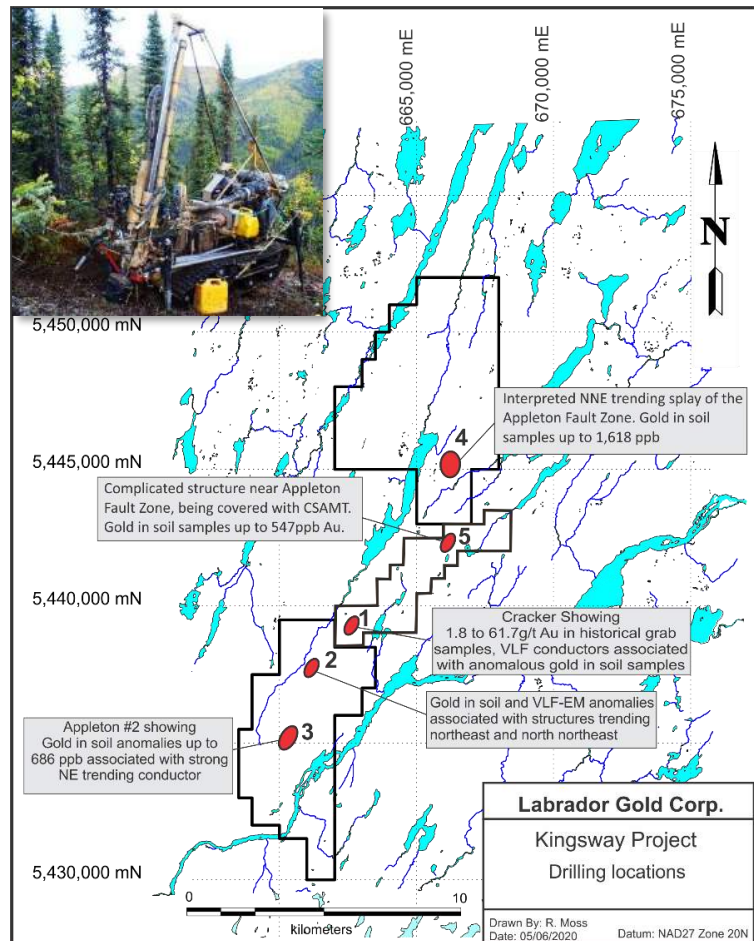 665,000 mE
670,000 mE
675,000 mE
N
5,450,000 mN
Interpreted NNE trending splay of the
Appleton Fault Zone. Gold in soil
samples up to 1,618 ppb
4
5,445,000 mN
Complicated structure near Appleton
Fault Zone, being covered with CSAMT.
Gold in soil samples up to 547ppb Au.
5
5,440,000 mN
1
Cracker Showing
1.8 to 61.7g/t Au in historical grab
samples, VLF conductors associated
with anomalous gold in soil samples
2
Gold in soil and VLF-EM anomalies
associated with structures trending
northeast and north northeast
3
Appleton #2 showing
Gold in soil anomalies up to
686 ppb associated with strong
NE trending conductor
5,430,000 mN
0
10
kilometers
Labrador Gold Corp.
Kingsway Project
Drilling locations
Drawn By: R. Moss
Date: 05/06/2020
Datum: NAD27 Zone 20N